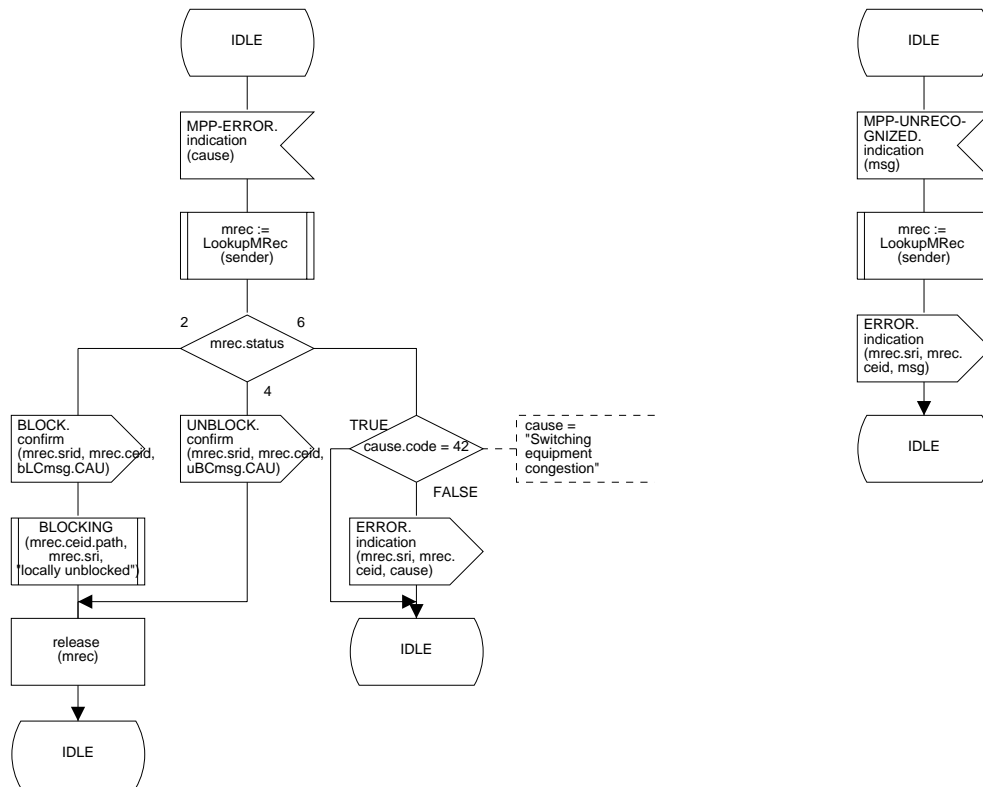 IDLE
MPP-ERROR.
indication
(cause)
mrec :=
LookupMRec
(sender)
2
6
mrec.status
4
BLOCK.
confirm
(mrec.srid, mrec.ceid,
bLCmsg.CAU)
UNBLOCK.
confirm
(mrec.srid, mrec.ceid,
uBCmsg.CAU)
TRUE
cause.code = 42
cause =
"Switching
equipment
congestion"
FALSE
BLOCKING
(mrec.ceid.path,
mrec.sri,
"locally unblocked")
ERROR.
indication
(mrec.sri, mrec.
ceid, cause)
release
(mrec)
IDLE
IDLE
IDLE
MPP-UNRECO-
GNIZED.
indication
(msg)
mrec :=
LookupMRec
(sender)
ERROR.
indication
(mrec.sri, mrec.
ceid, msg)
IDLE